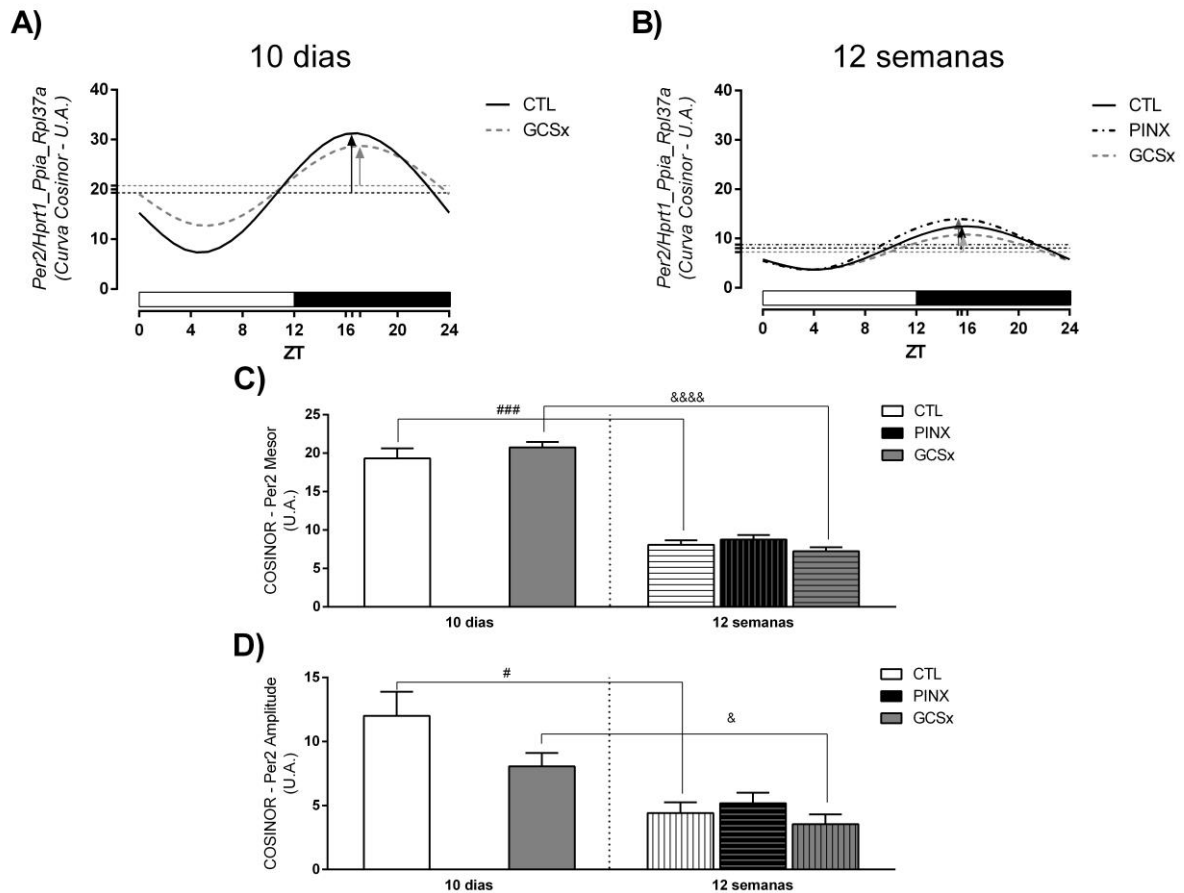 A)
10 dias
Per2/Hprt1_Ppia_Rpl37a
(Curva Cosinor - U.A.)
40
30
20
10
0
CTL
GCSx
0 4 8 12 16 20 24
ZT
B)
12 semanas
Per2/Hprt1_Ppia_Rpl37a
(Curva Cosinor - U.A.)
40
30
20
10
0
CTL
PINX
GCSx
0 4 8 12 16 20 24
ZT
C)
COSINOR - Per2 Mesor
(U.A.)
25
20
15
10
5
0
###
&&&&
CTL
PINX
GCSx
10 dias 12 semanas
D)
COSINOR - Per2 Amplitude
(U.A.)
15
10
5
0
#
&
CTL
PINX
GCSx
10 dias 12 semanas